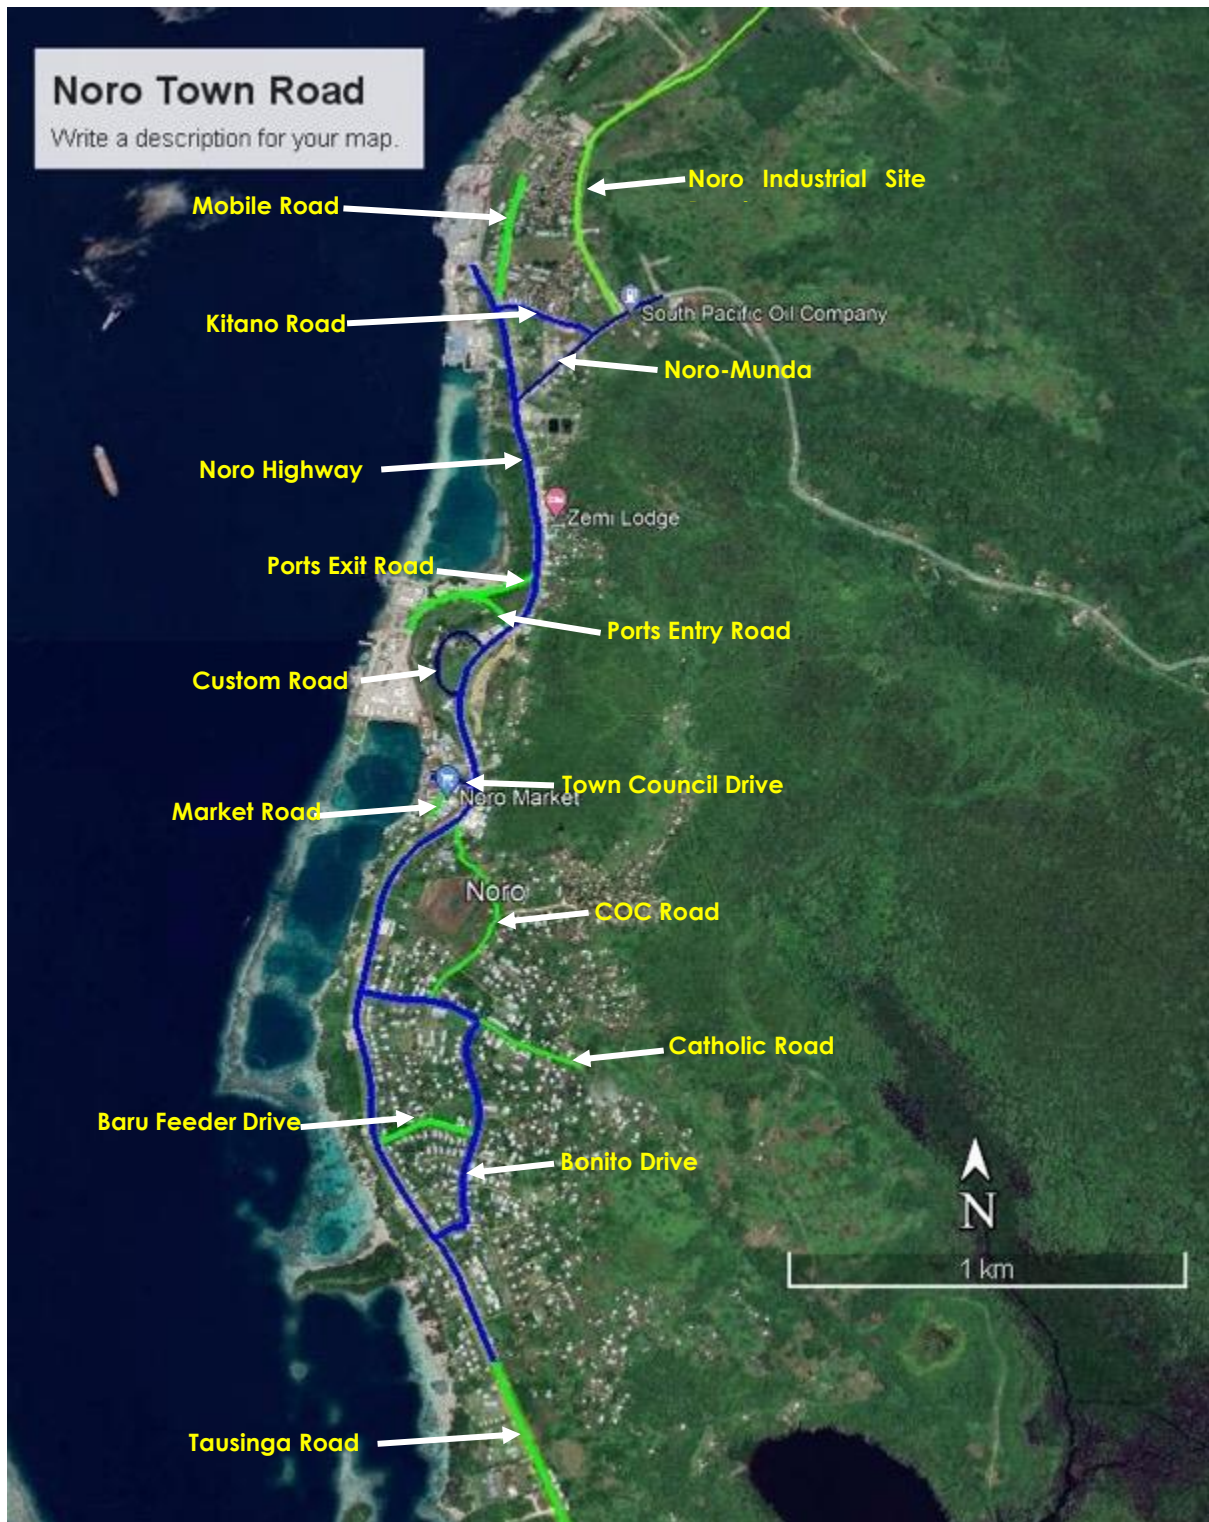 Noro Town Road
Write a description for your map.
Noro Industrial Site
Mobile Road
South Pacific Oil Company
Kitano Road
Noro-Munda
Noro Highway
Zemi Lodge
Ports Exit Road
Ports Entry Road
Custom Road
Town Council Drive
Noro Market
Market Road
Noro
COC Road
Catholic Road
Baru Feeder Drive
Bonito Drive
N
1 km
Tausinga Road